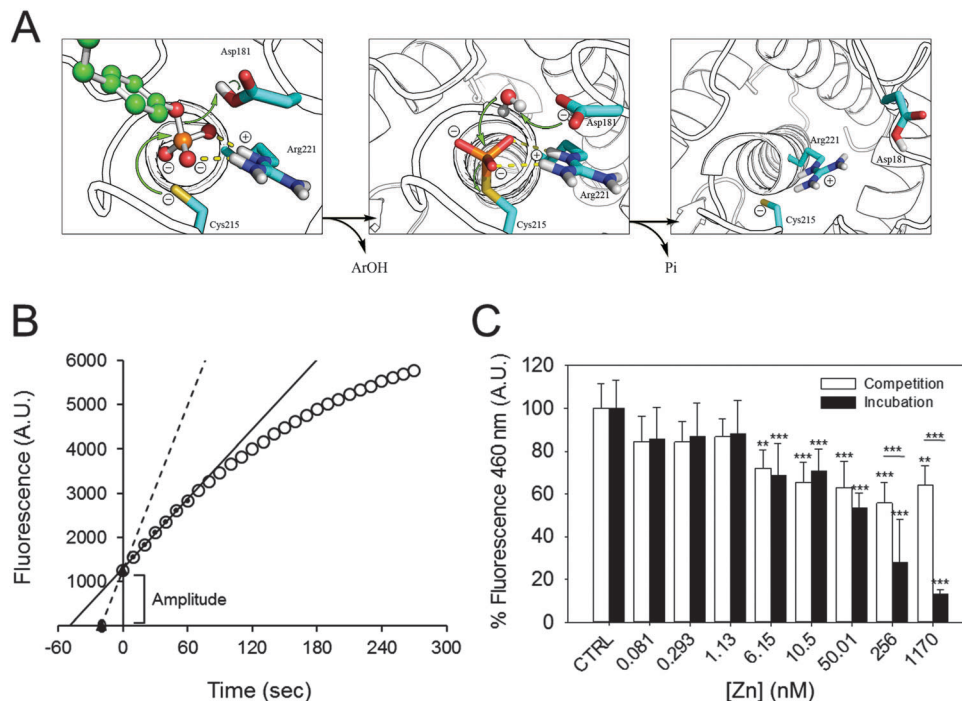 A
Asp181
Arg221
Cys215
ArOH
Asp181
Arg221
Cys215
Pi
Asp181
Arg221
Cys215
B
Fluorescence (A.U.)
6000
5000
4000
3000
2000
1000
0
Amplitude
-60 0 60 120 180 240 300
Time (sec)
C
% Fluorescence 460 nm (A.U.)
120
100
80
60
40
20
0
Competition
Incubation
** *** *** *** *** *** *** *** *** ** *** ***
CTRL 0.081 0.293 1.13 6.15 10.5 50.01 256 1170
[Zn] (nM)